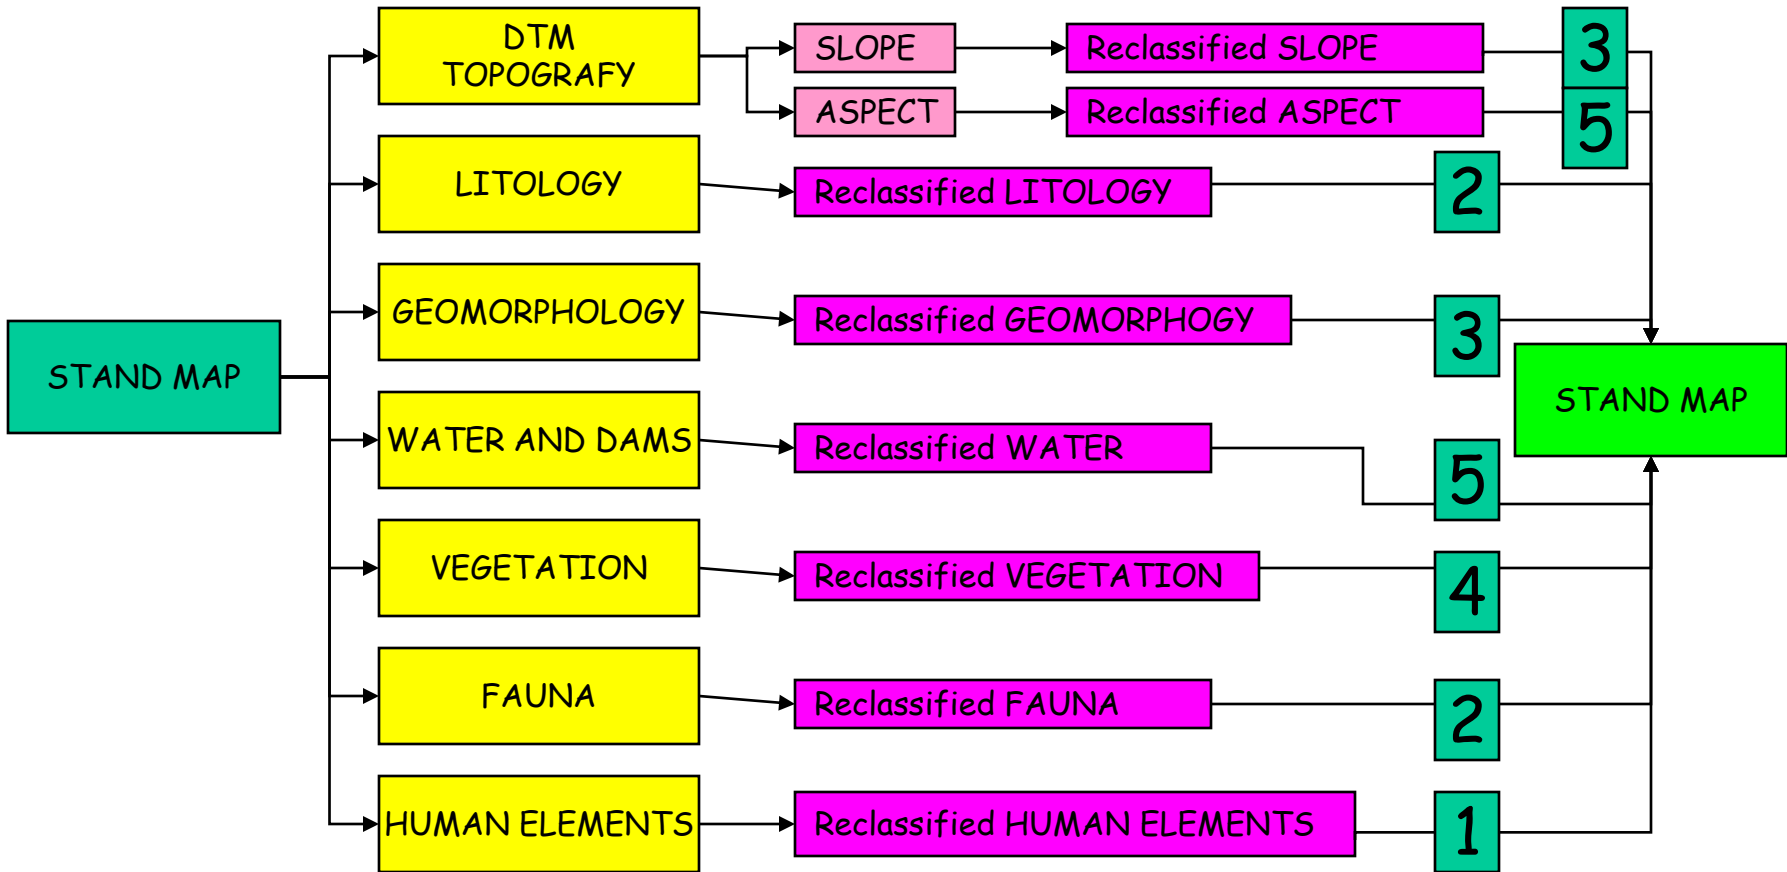 STAND MAP
DTM
TOPOGRAFY
SLOPE
Reclassified SLOPE
3
ASPECT
Reclassified ASPECT
5
LITOLOGY
Reclassified LITOLOGY
2
GEOMORPHOLOGY
Reclassified GEOMORPHOGY
3
WATER AND DAMS
Reclassified WATER
5
VEGETATION
Reclassified VEGETATION
4
FAUNA
Reclassified FAUNA
2
HUMAN ELEMENTS
Reclassified HUMAN ELEMENTS
1
STAND MAP